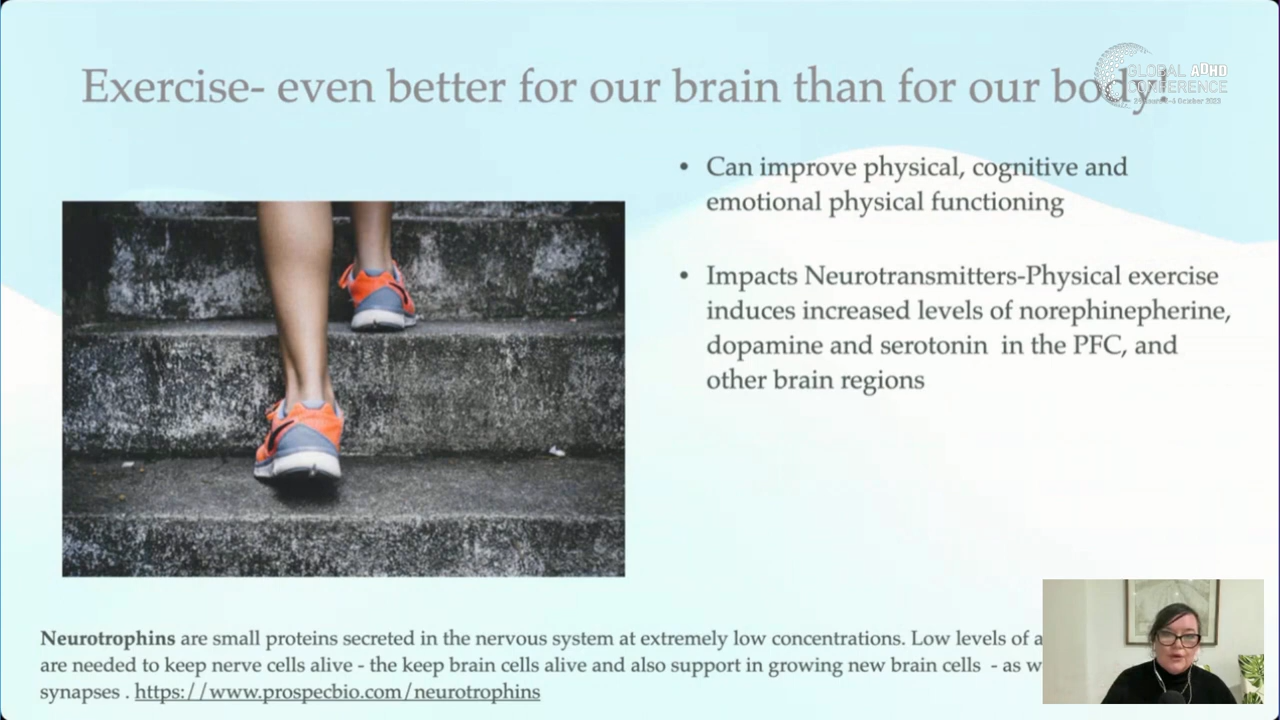 Exercise- even better for our brain than for our body!
GLOBAL ADHD
CONFERENCE
• Can improve physical, cognitive and
emotional physical functioning
• Impacts Neurotransmitters-Physical exercise
induces increased levels of norephinepherine,
dopamine and serotonin in the PFC, and
other brain regions
Neurotrophins are small proteins secreted in the nervous system at extremely low concentrations. Low levels of
are needed to keep nerve cells alive - the keep brain cells alive and also support in growing new brain cells - as
synapses . https://www.prospecbio.com/neurotrophins